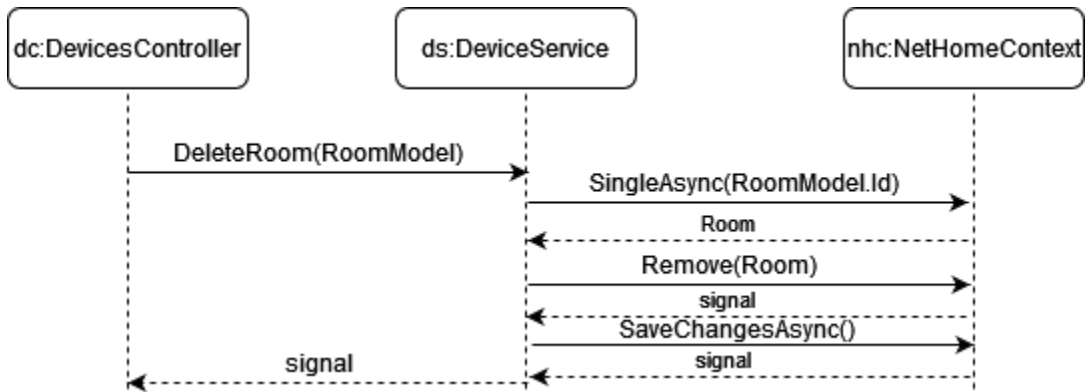 dc:DevicesController
ds:DeviceService
nhc:NetHomeContext
DeleteRoom(RoomModel)
SingleAsync(RoomModel.Id)
Room
Remove(Room)
signal
SaveChangesAsync()
signal
signal